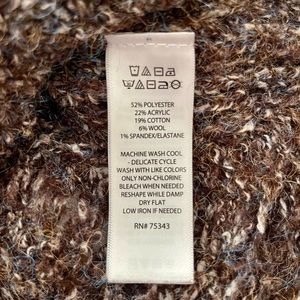 52% POLYESTER
22% ACRYLIC
19% COTTON
6% WOOL
1% SPANDEX/ELASTANE
MACHINE WASH COOL
- DELICATE CYCLE
WASH WITH LIKE COLORS
ONLY NON-CHLORINE
BLEACH WHEN NEEDED
RESHAPE WHILE DAMP
DRY FLAT
LOW IRON IF NEEDED
RN# 75343